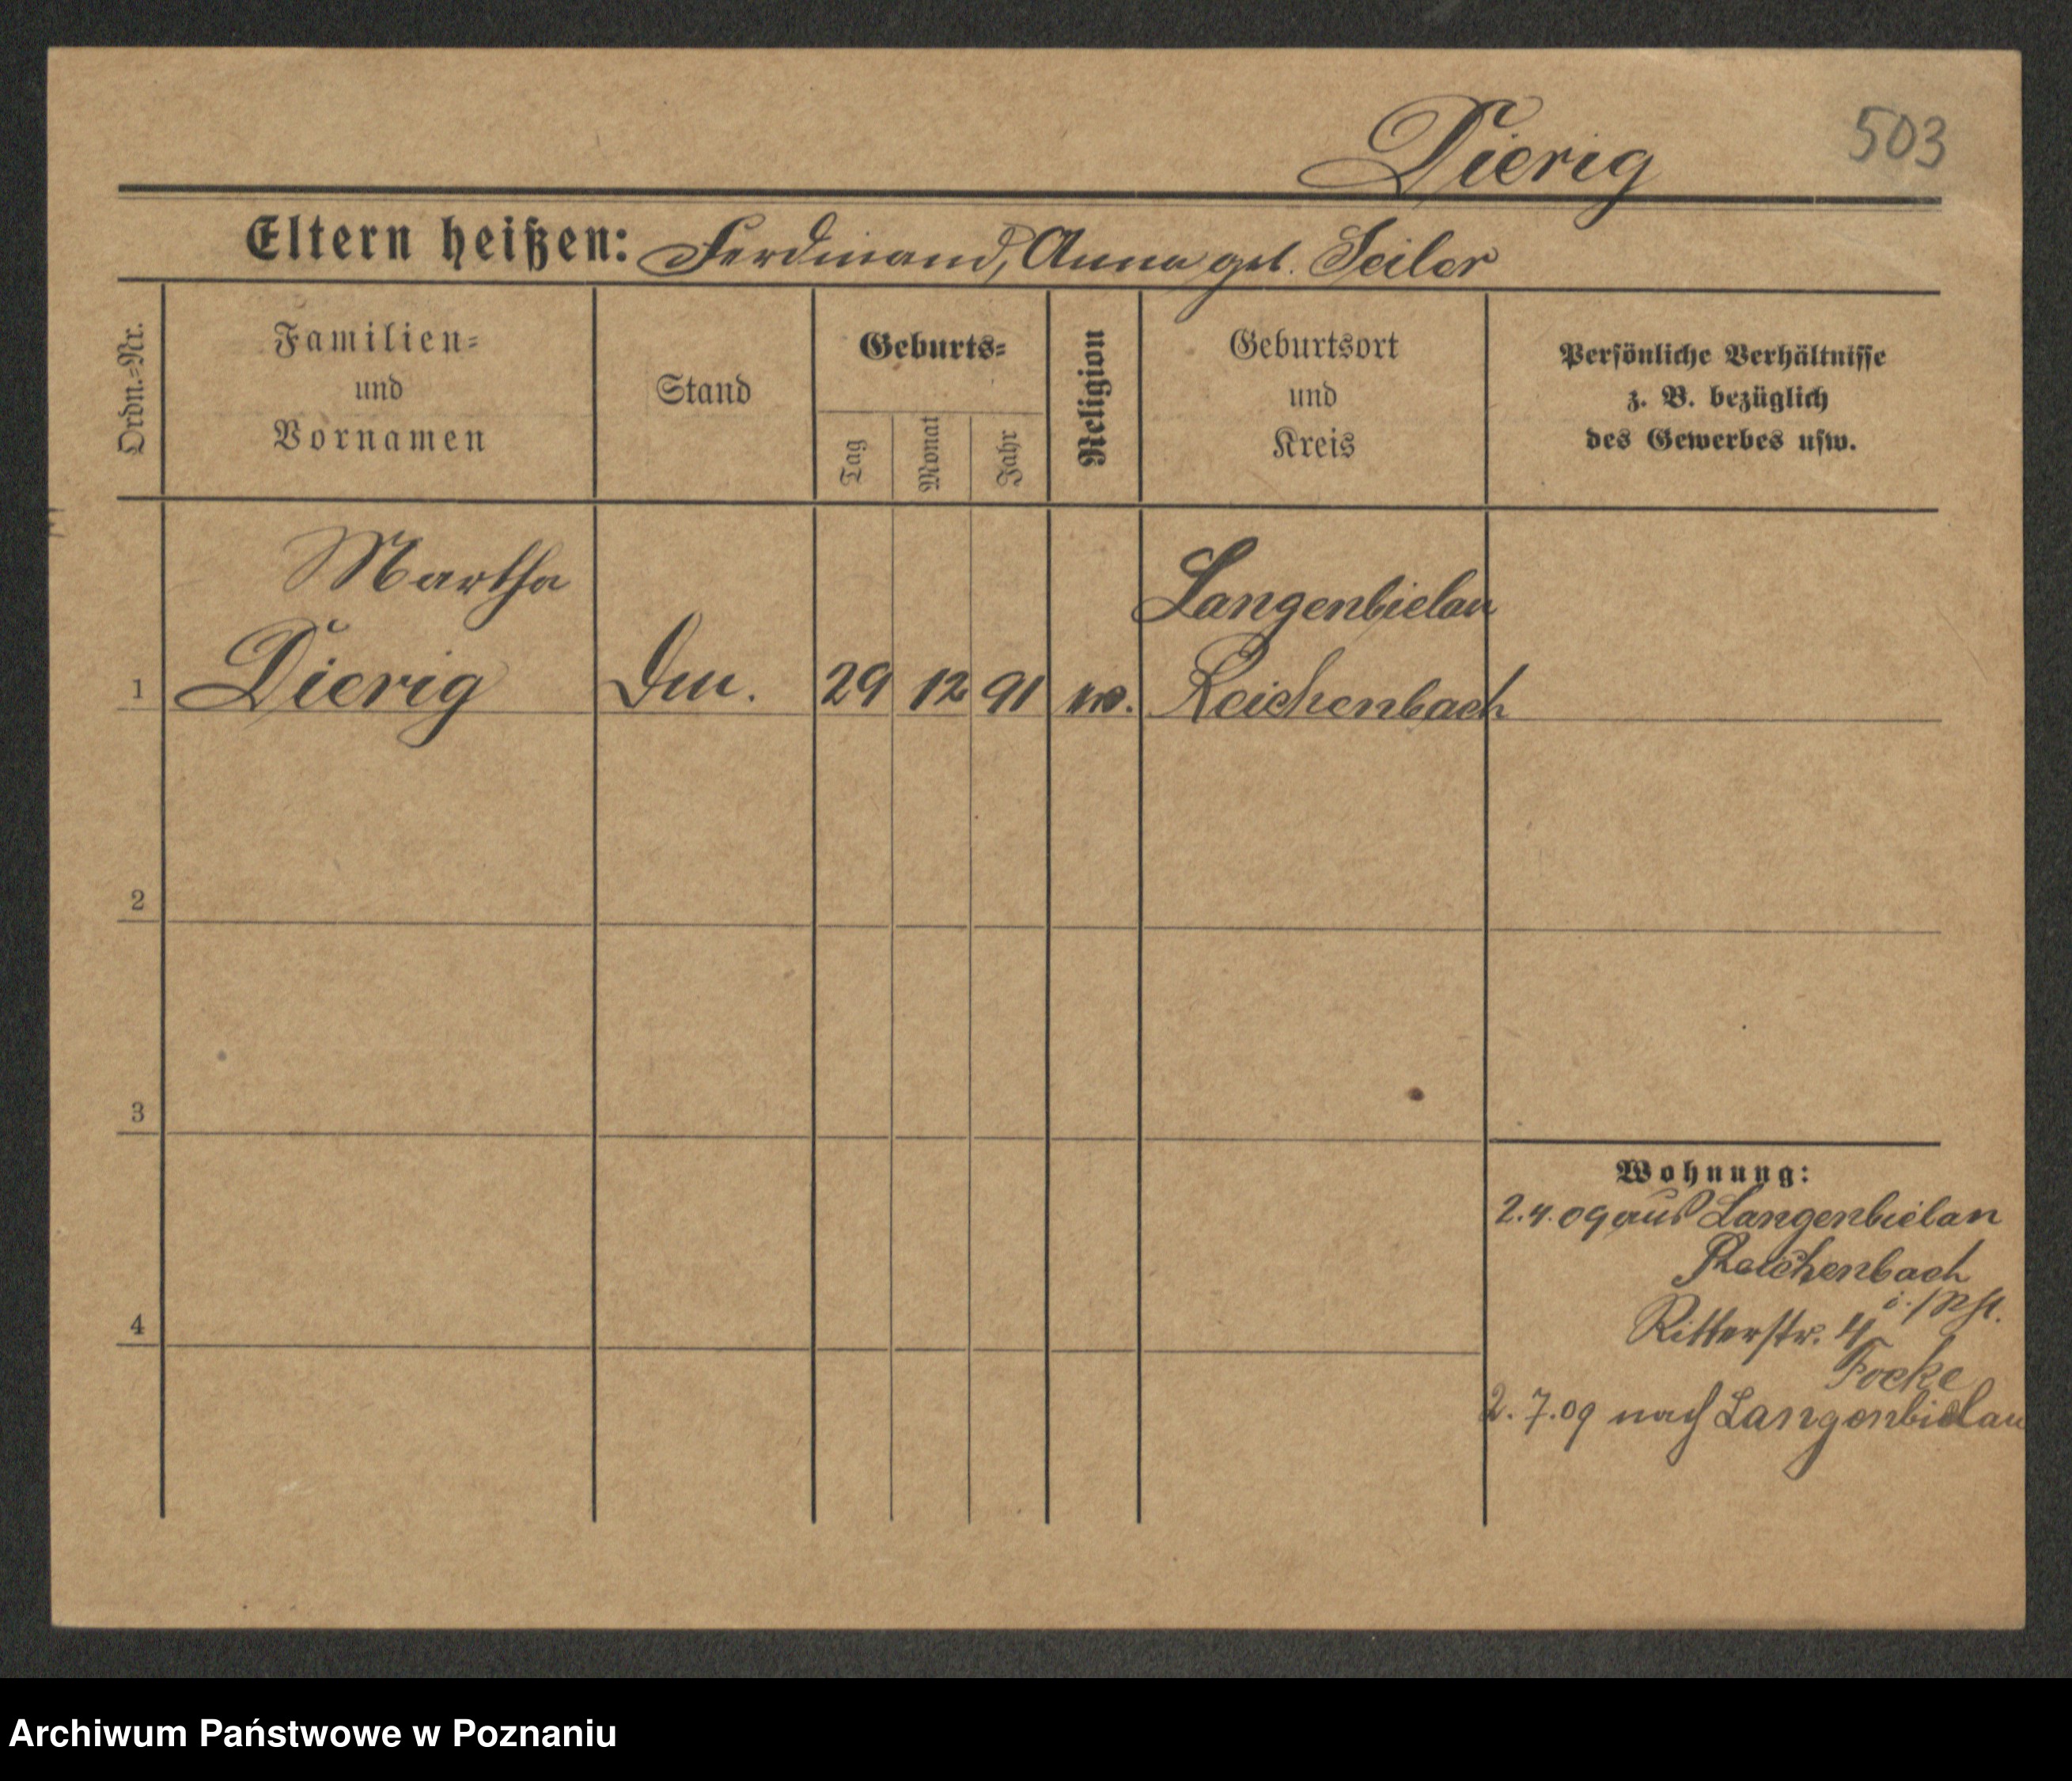 503
Dierig
Eltern heißen: Ferdinand, Anna geb. Seiler
Ordn.=Nr.
Familien=
und
Vornamen
Stand
Geburts=
Tag
Monat
Jahr
Religion
Geburtsort
und
Kreis
Persönliche Verhältnisse
z. B. bezüglich
des Gewerbes usw.
Martha Langenbielau
1 Dierig 29 12 91 Reichenbach
2
3
4
Wohnung:
2.4.09 aus Langenbielau
Reichenbach
Ritterstr. 4
Focke
2.7.09 nach Langenbielau
Archiwum Państwowe w Poznaniu